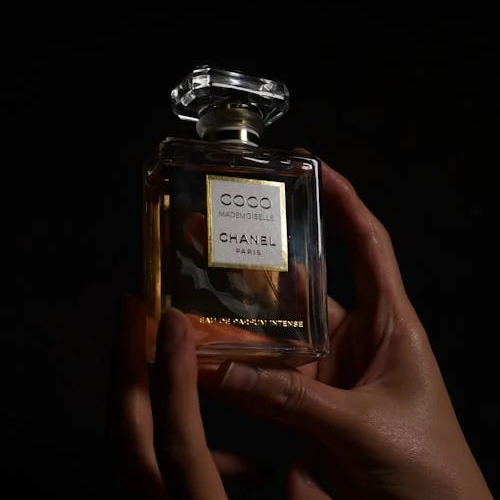 COCO
MADEMOISELLE
CHANEL
PARIS
EAU DE PARFUM INTENSE